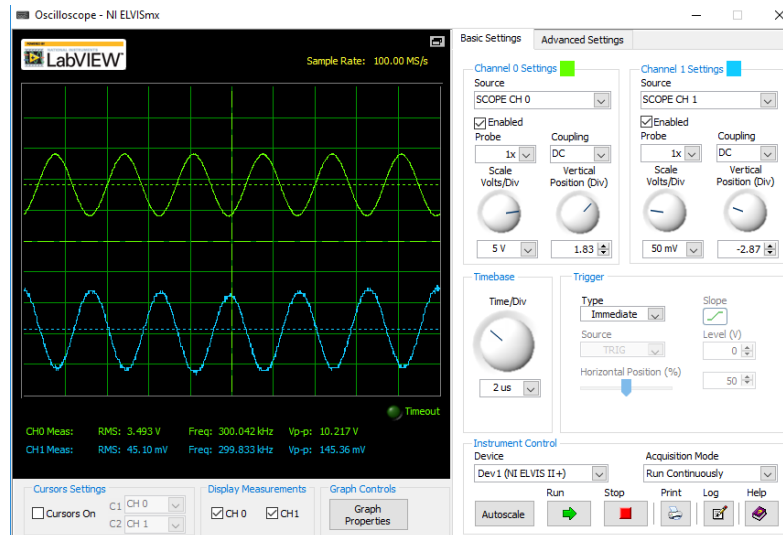 Oscilloscope - NI ELVISmx
LabVIEW
Sample Rate: 100.00 MS/s
Timeout
CH0 Meas: RMS: 3.493 V Freq: 300.042 kHz Vp-p: 10.217 V
CH1 Meas: RMS: 45.10 mV Freq: 299.833 kHz Vp-p: 145.36 mV
Cursors Settings
Cursors On
C1 CH 0
C2 CH 1
Display Measurements
CH 0 CH1
Graph Controls
Graph
Properties
Basic Settings Advanced Settings
Channel 0 Settings
Source
SCOPE CH 0
Enabled
Probe Coupling
1x DC
Scale Vertical
Volts/Div Position (Div)
5 V 1.83
Channel 1 Settings
Source
SCOPE CH 1
Enabled
Probe Coupling
1x DC
Scale Vertical
Volts/Div Position (Div)
50 mV -2.87
Timebase
Time/Div
2 us
Trigger
Type Slope
Immediate
Source Level (V)
TRIG 0
Horizontal Position (%)
50
Instrument Control
Device Acquisition Mode
Dev1 (NI ELVIS II+) Run Continuously
Run Stop Print Log Help
Autoscale